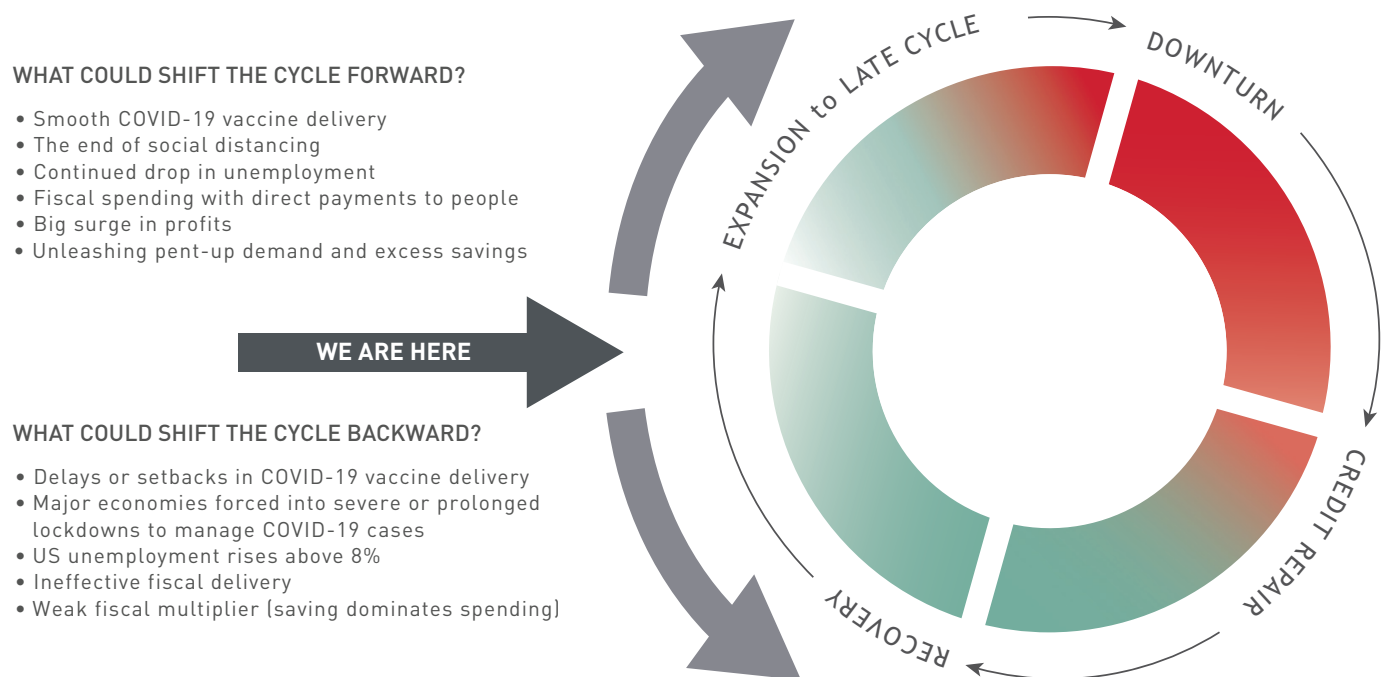 WHAT COULD SHIFT THE CYCLE FORWARD?
• Smooth COVID-19 vaccine delivery
• The end of social distancing
• Continued drop in unemployment
• Fiscal spending with direct payments to people
• Big surge in profits
• Unleashing pent-up demand and excess savings
WE ARE HERE
WHAT COULD SHIFT THE CYCLE BACKWARD?
• Delays or setbacks in COVID-19 vaccine delivery
• Major economies forced into severe or prolonged
lockdowns to manage COVID-19 cases
• US unemployment rises above 8%
• Ineffective fiscal delivery
• Weak fiscal multiplier (saving dominates spending)
EXPANSION to LATE CYCLE
DOWNTURN
CREDIT REPAIR
RECOVERY